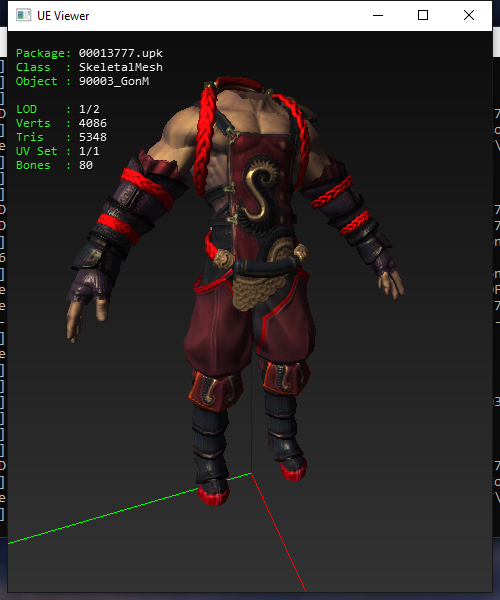 UE Viewer
Package: 00013777.upk
Class : SkeletalMesh
Object : 90003_GonM
LOD : 1/2
Verts : 4086
Tris : 5348
UV Set : 1/1
Bones : 80